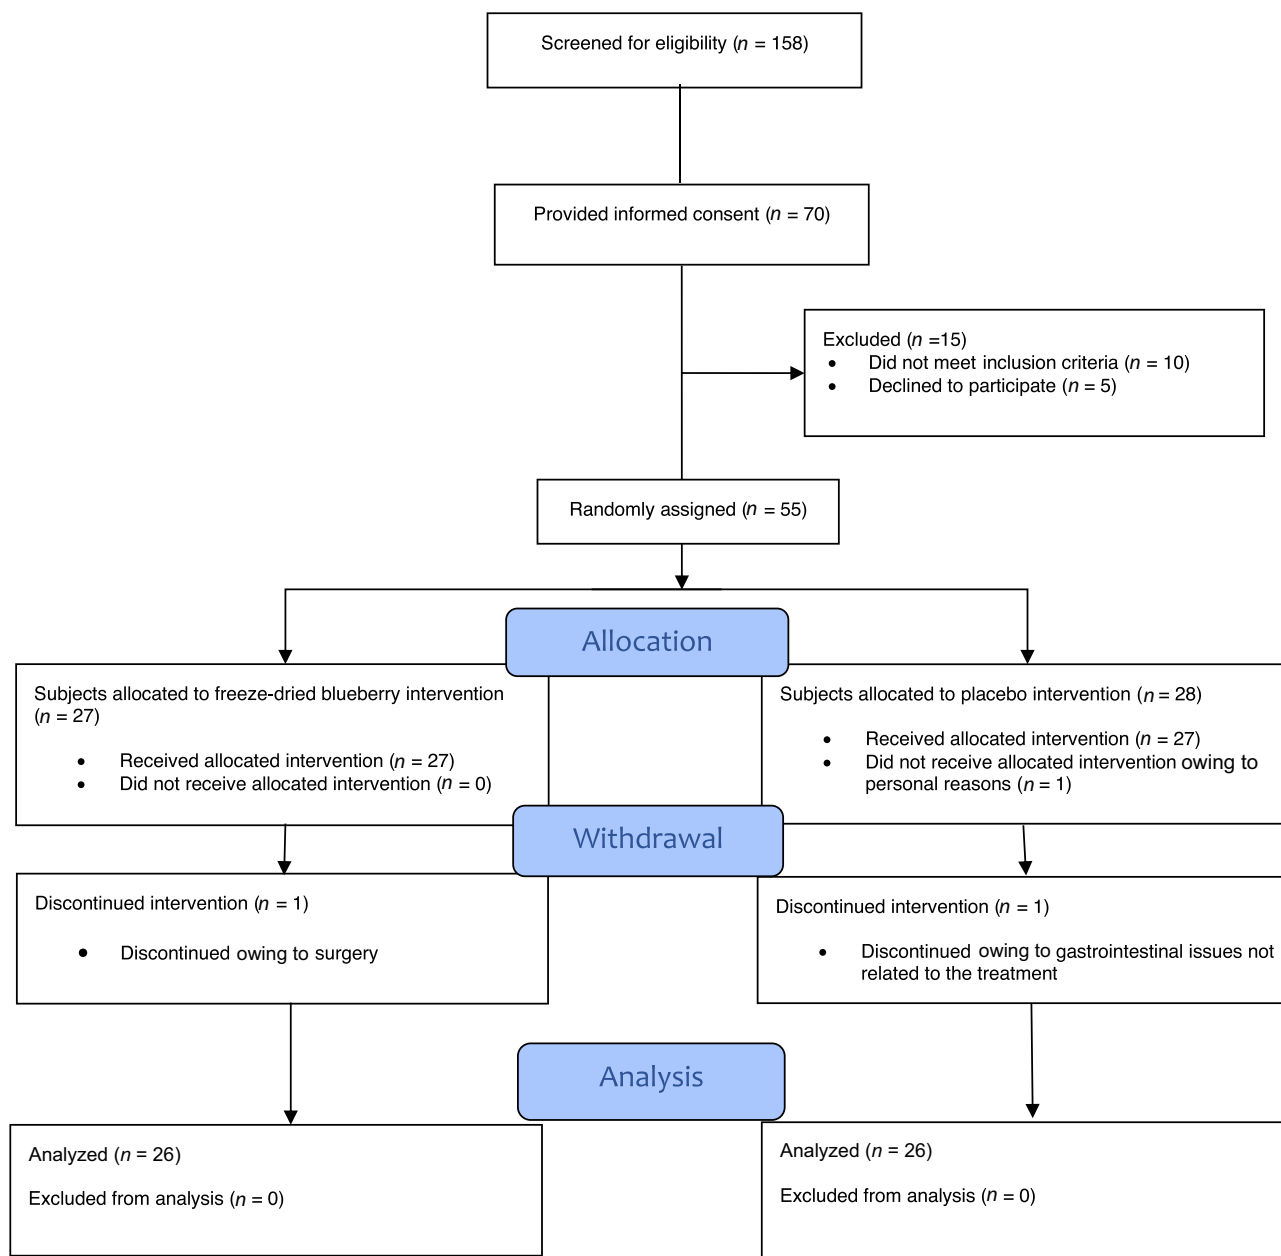 Screened for eligibility (n = 158)
Provided informed consent (n = 70)
Excluded (n =15)
• Did not meet inclusion criteria (n = 10)
• Declined to participate (n = 5)
Randomly assigned (n = 55)
Allocation
Subjects allocated to freeze-dried blueberry intervention
(n = 27)
• Received allocated intervention (n = 27)
• Did not receive allocated intervention (n = 0)
Subjects allocated to placebo intervention (n = 28)
• Received allocated intervention (n = 27)
• Did not receive allocated intervention owing to
personal reasons (n = 1)
Withdrawal
Discontinued intervention (n = 1)
• Discontinued owing to surgery
Discontinued intervention (n = 1)
• Discontinued owing to gastrointestinal issues not
related to the treatment
Analysis
Analyzed (n = 26)
Excluded from analysis (n = 0)
Analyzed (n = 26)
Excluded from analysis (n = 0)